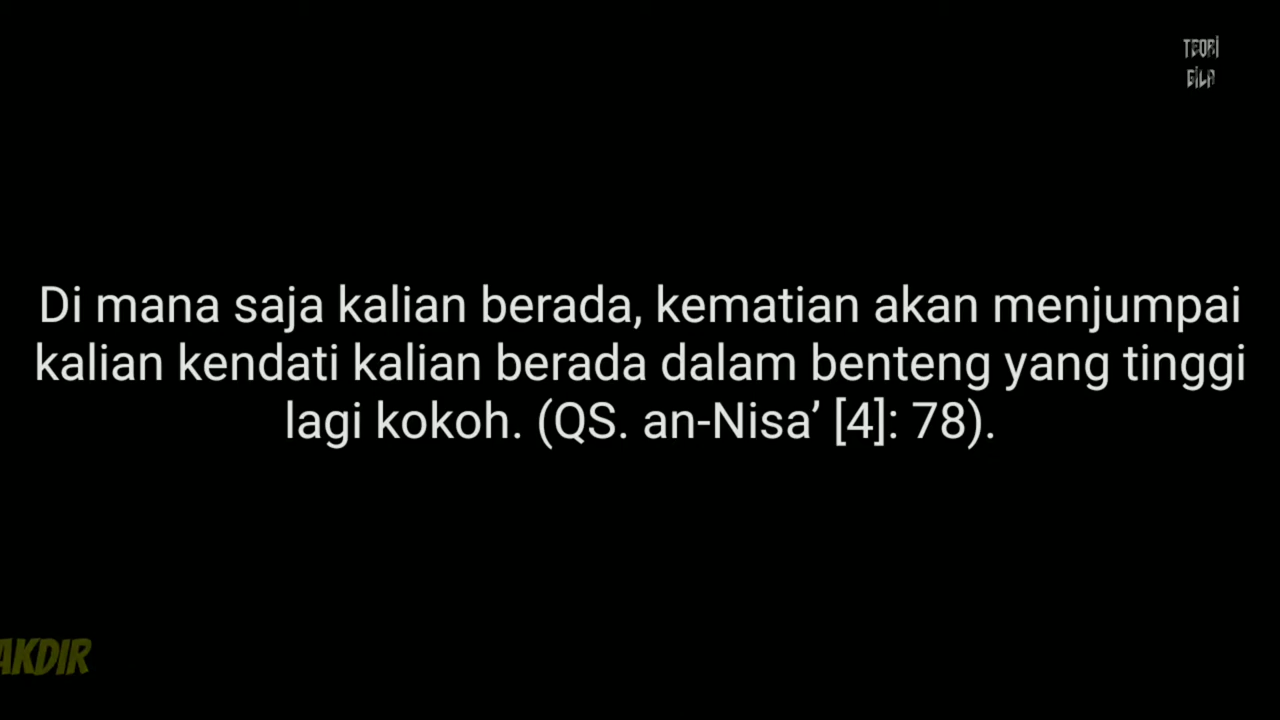 TEORI
GILA
Di mana saja kalian berada, kematian akan menjumpai
kalian kendati kalian berada dalam benteng yang tinggi
lagi kokoh. (QS. an-Nisa’ [4]: 78).
AKDIR